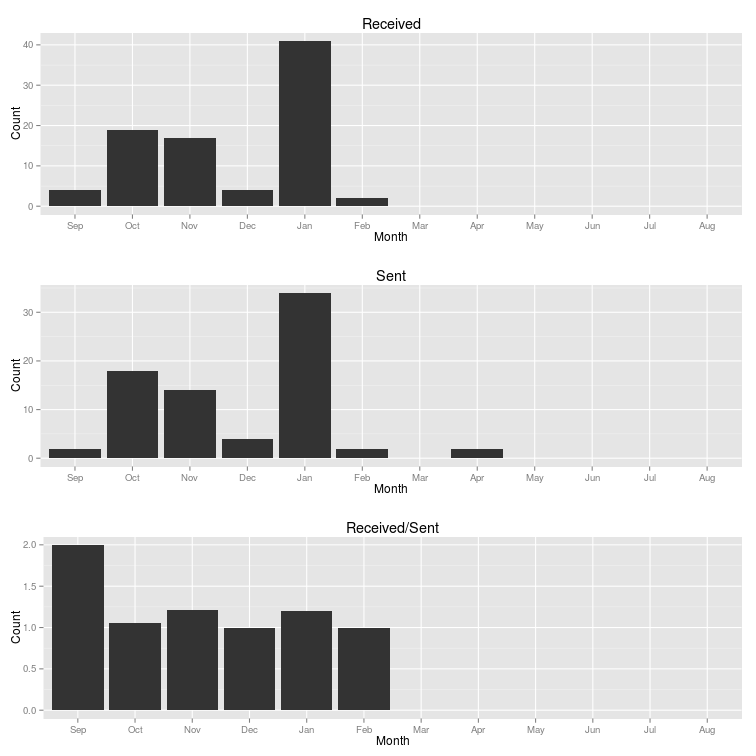 Received
Count
40
30
20
10
0
Sep Oct Nov Dec Jan Feb Mar Apr May Jun Jul Aug
Month
Sent
Count
30
20
10
0
Sep Oct Nov Dec Jan Feb Mar Apr May Jun Jul Aug
Month
Received/Sent
Count
2.0
1.5
1.0
0.5
0.0
Sep Oct Nov Dec Jan Feb Mar Apr May Jun Jul Aug
Month